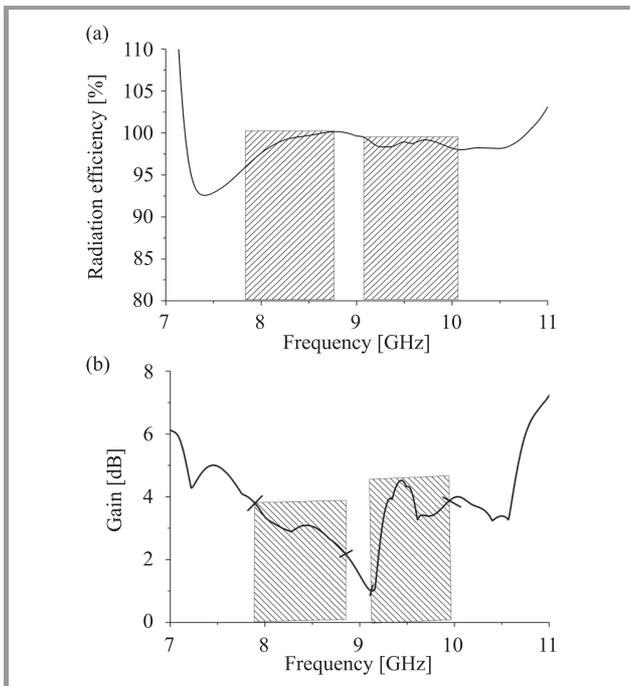 (a)
110
105
100
95
90
85
80
Radiation efficiency [%]
7 8 9 10 11
Frequency [GHz]
(b)
8
6
4
2
0
Gain [dB]
7 8 9 10 11
Frequency [GHz]